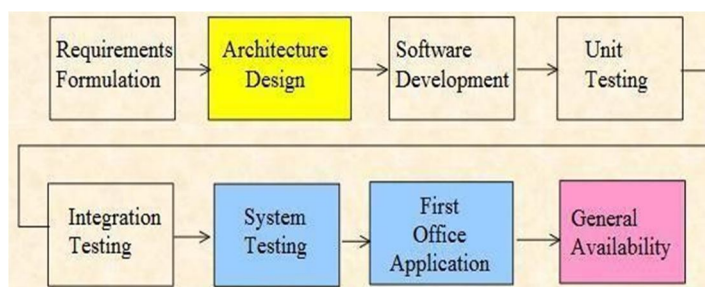 Requirements
Formulation
Architecture
Design
Software
Development
Unit
Testing
Integration
Testing
System
Testing
First
Office
Application
General
Availability